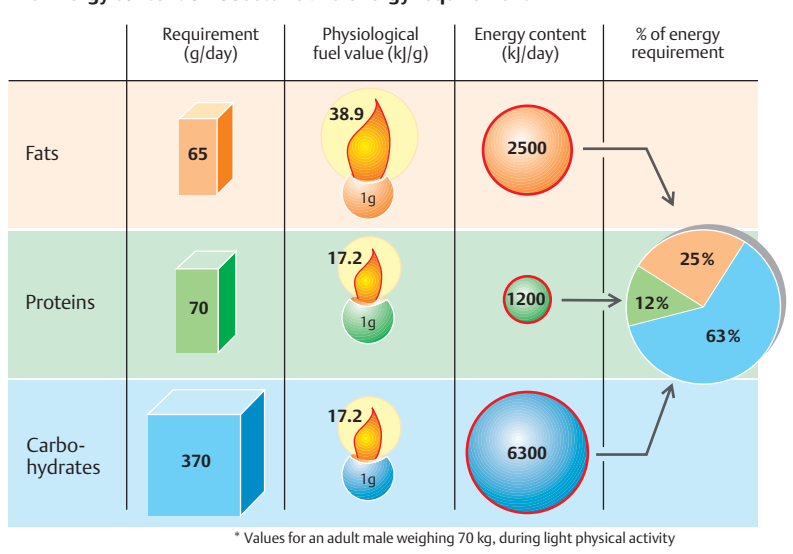 Requirement
(g/day)
Physiological
fuel value (kJ/g)
Energy content
(kJ/day)
% of energy
requirement
Fats
65
38.9
1g
2500
Proteins
70
17.2
1g
1200
Carbo-
hydrates
370
17.2
1g
6300
25%
12%
63%
* Values for an adult male weighing 70 kg, during light physical activity